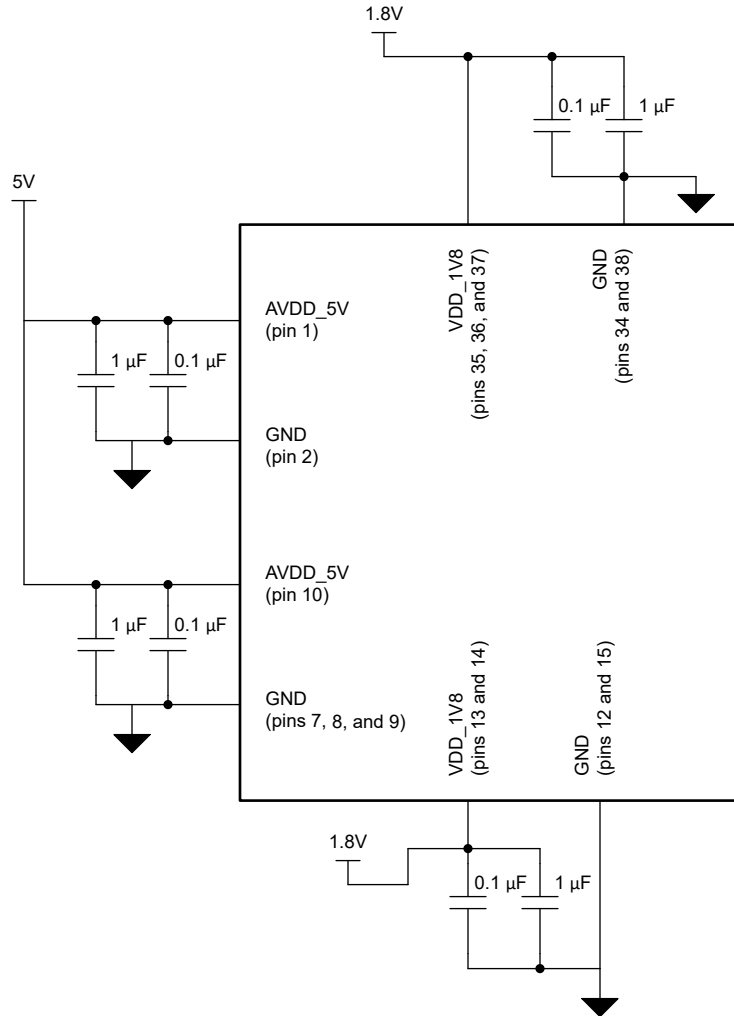 1.8V
0.1 µF
1 µF
5V
VDD_1V8
(pins 35, 36, and 37)
GND
(pins 34 and 38)
AVDD_5V
(pin 1)
1 µF
0.1 µF
GND
(pin 2)
AVDD_5V
(pin 10)
1 µF
0.1 µF
GND
(pins 7, 8, and 9)
VDD_1V8
(pins 13 and 14)
GND
(pins 12 and 15)
1.8V
0.1 µF
1 µF